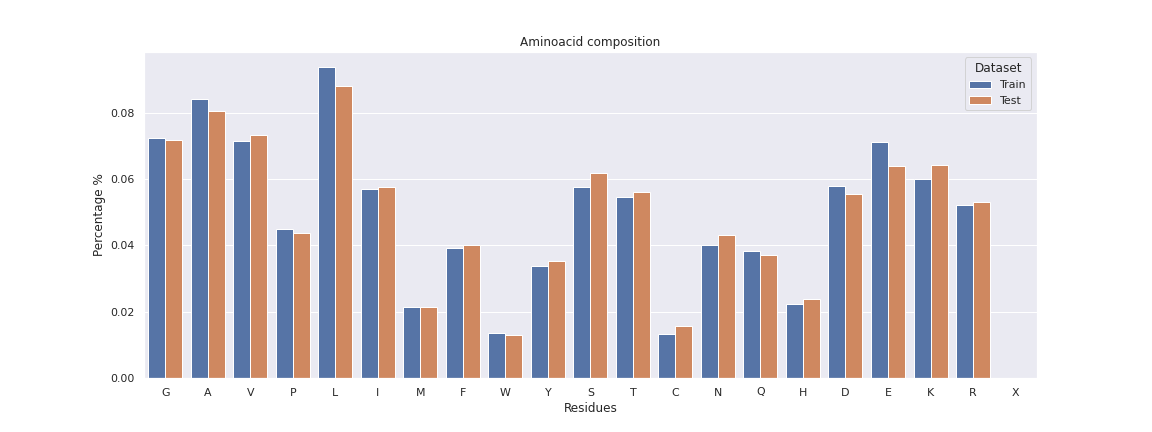 Aminoacid composition
Dataset
Train
Test
Percentage %
0.08
0.06
0.04
0.02
0.00
G A V P L I M F W Y S T C N Q H D E K R X
Residues